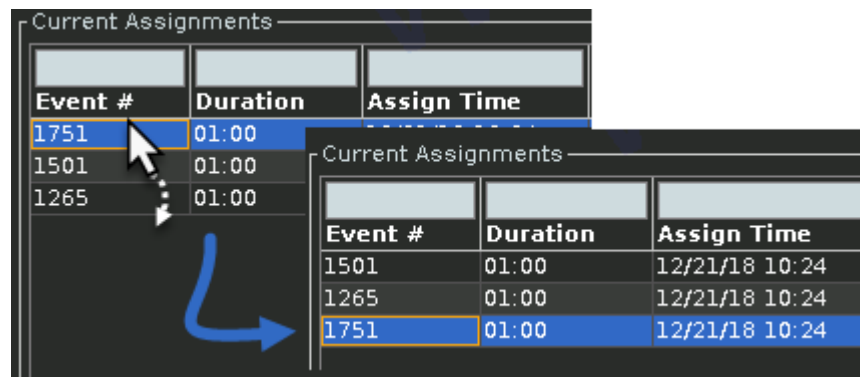 Current Assignments
Event # Duration Assign Time
1751 01:00
1501 01:00
1265 01:00
Current Assignments
Event # Duration Assign Time
1501 01:00 12/21/18 10:24
1265 01:00 12/21/18 10:24
1751 01:00 12/21/18 10:24